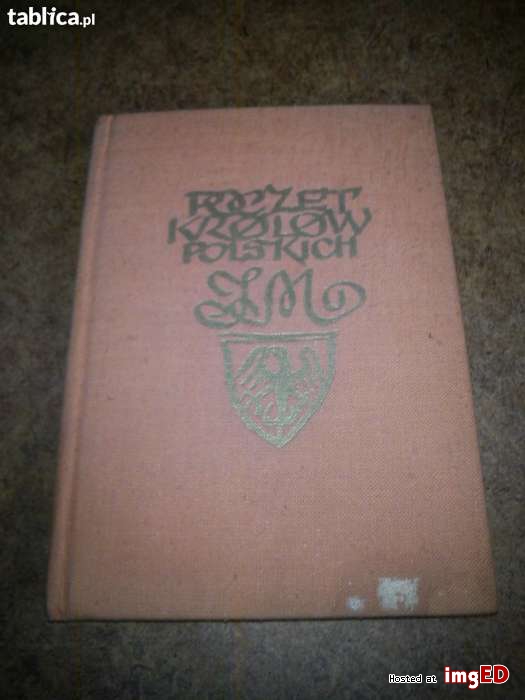 tablica.pl
POCZET
KRÓLÓW
POLSKICH
JM
Hosted at imgED